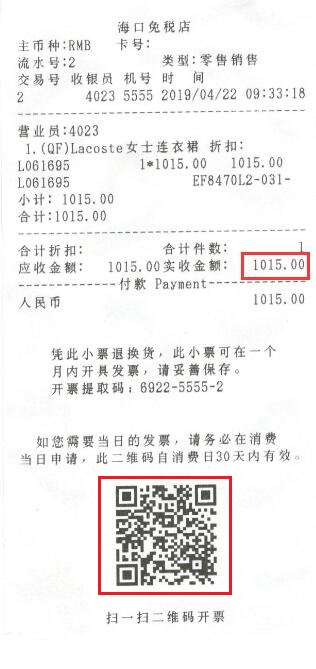 海口免税店
主币种:RMB 卡号:
流水号:2 类型:零售销售
交易号 收银员 机号 时 间
2 4023 5555 2019/04/22 09:33:18
营业员:4023
1.(QF)Lacoste女士连衣裙 折扣:
L061695 1*1015.00 1015.00
L061695 EF8470L2-031-
小计: 1015.00
合计:1015.00
合计折扣: 合计件数: 1
应收金额: 1015.00实收金额: 1015.00
---------------付款 Payment---------------
人民币 1015.00
凭此小票退换货，此小票可在一个
月内开具发票，请妥善保存。
开票提取码: 6922-5555-2
如您需要当日的发票，请务必在消费
当日申请，此二维码自消费日30天内有效。
扫一扫二维码开票